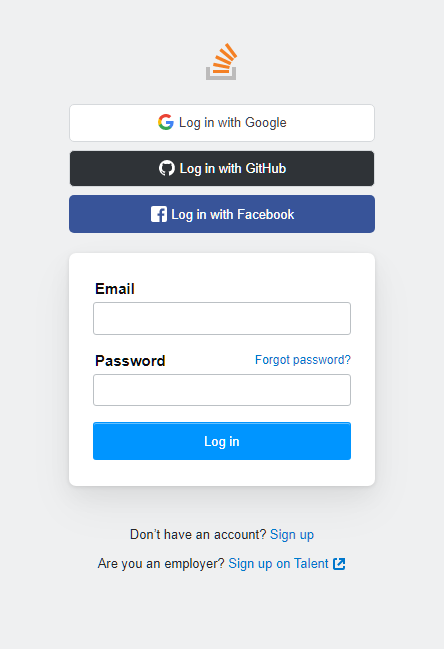 Log in with Google
Log in with GitHub
Log in with Facebook
Email
Password Forgot password?
Log in
Don't have an account? Sign up
Are you an employer? Sign up on Talent